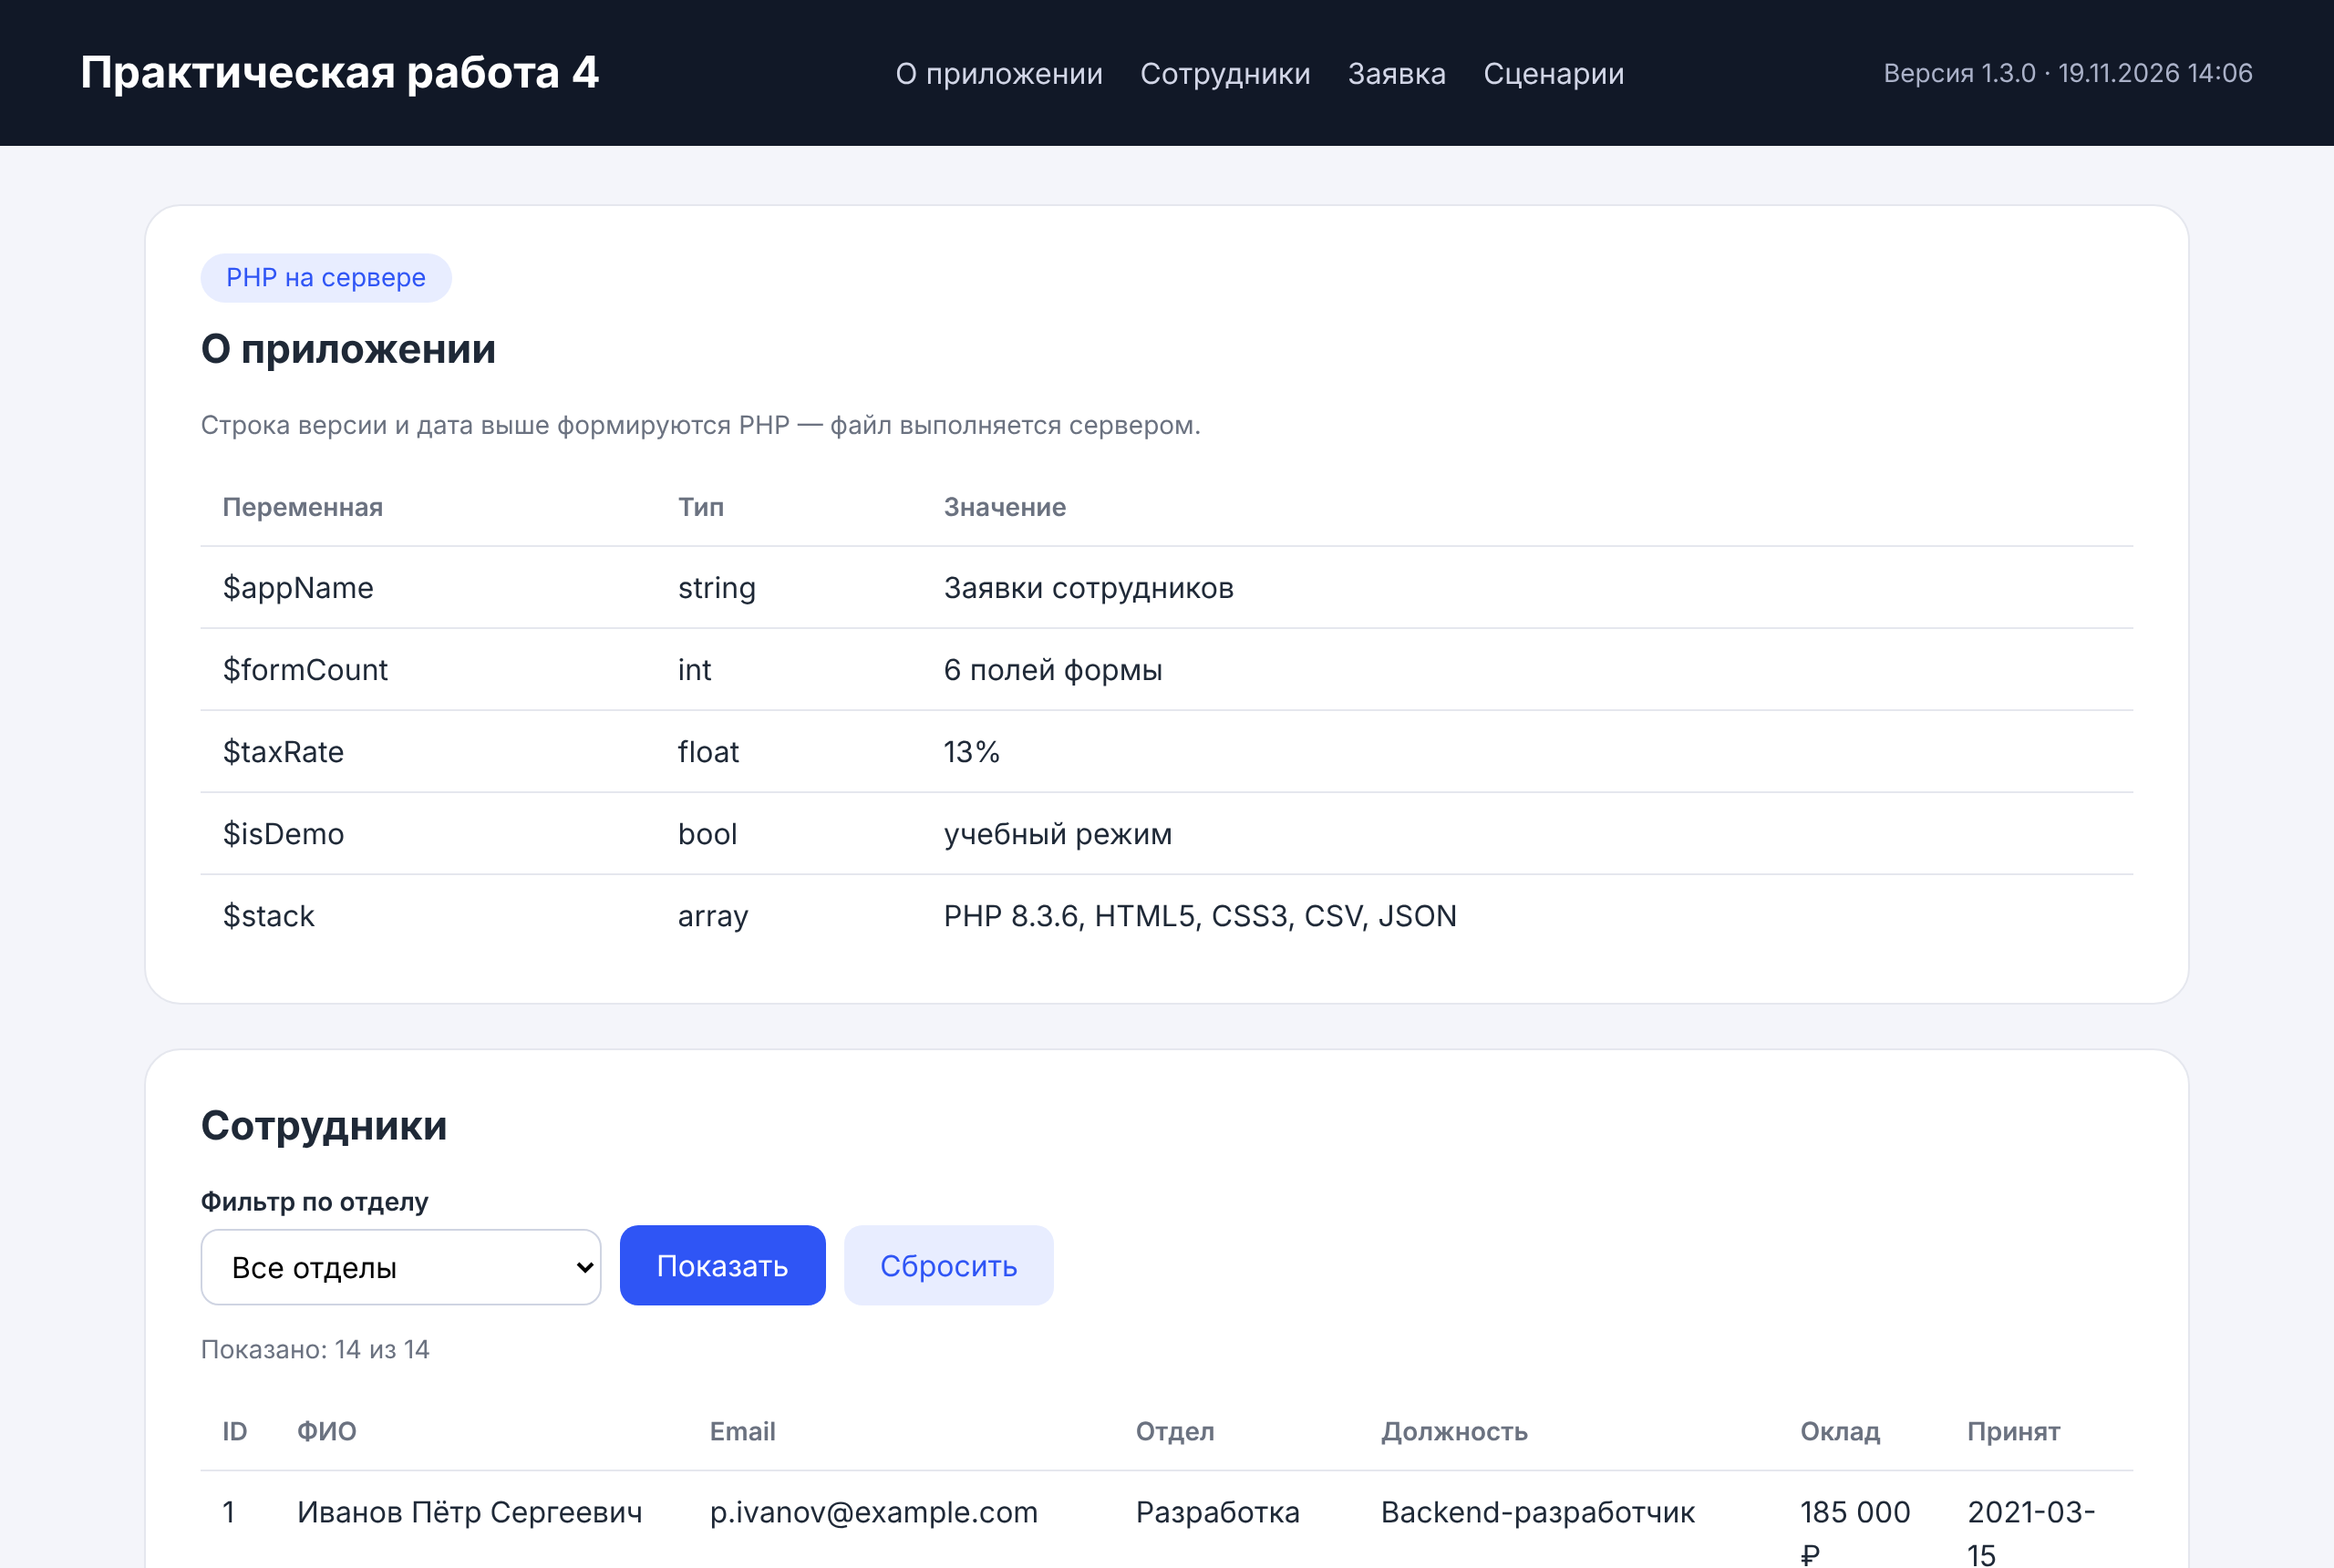 Практическая работа 4
О приложении Сотрудники Заявка Сценарии
Версия 1.3.0 · 19.11.2026 14:06
PHP на сервере
О приложении
Строка версии и дата выше формируются PHP — файл выполняется сервером.
Переменная Тип Значение
$appName string Заявки сотрудников
$formCount int 6 полей формы
$taxRate float 13%
$isDemo bool учебный режим
$stack array PHP 8.3.6, HTML5, CSS3, CSV, JSON
Сотрудники
Фильтр по отделу
Все отделы Показать Сбросить
Показано: 14 из 14
ID ФИО Email Отдел Должность Оклад Принят
1 Иванов Пётр Сергеевич p.ivanov@example.com Разработка Backend-разработчик 185 000 2021-03-
₽ 15